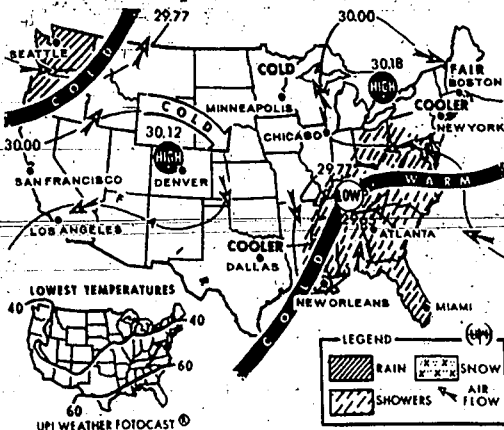 29.77
30.00
SEATTLE
COLD
30.18
HIGH
COLD
FAIR
BOSTON
MINNEAPOLIS
COOLER
NEW YORK
30.00
COLD
30.12
HIGH
CHICAGO
29.77
SAN FRANCISCO
DENVER
LOW
WARM
LOS ANGELES
ATLANTA
COOLER
DALLAS
COLD
NEW ORLEANS
MIAMI
LOWEST TEMPERATURES
40
40
60
60
UPI WEATHER FOTOCAST ®
LEGEND
UPI
RAIN
SNOW
SHOWERS
AIR FLOW